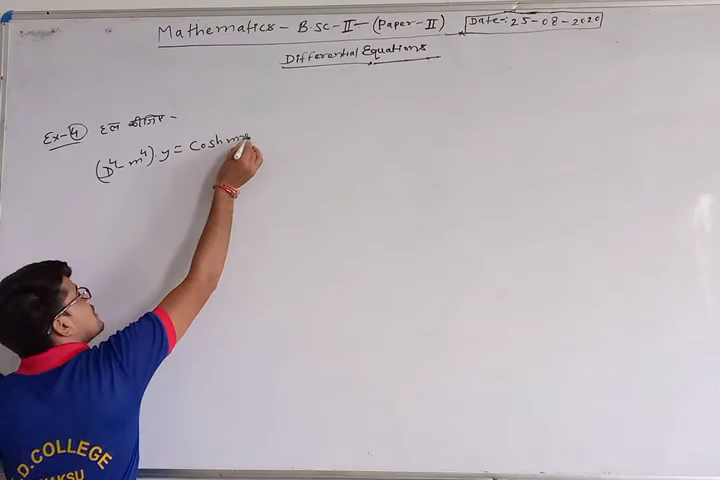 Mathematics - B.Sc - II - (Paper - II)
Date-: 25-08-2020
Differential Equations
Ex-4 हल कीजिए -
(D⁴- m⁴).y = Cosh mx
D.COLLEGE